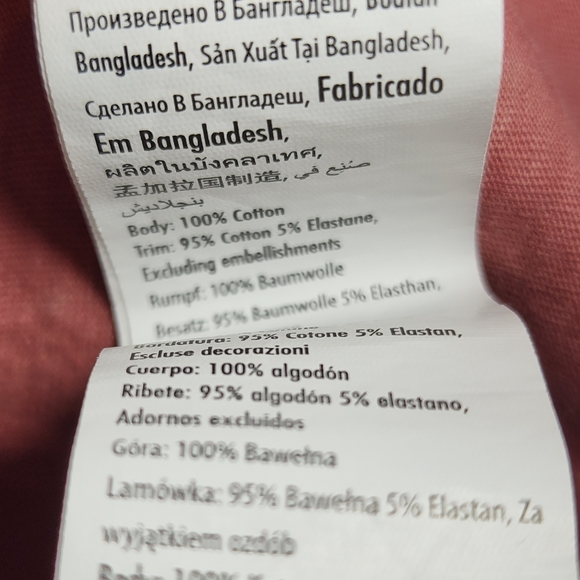 Произведено В Бангладеш, Buatan
Bangladesh, Sản Xuất Tại Bangladesh,
Сделано В Бангладеш, Fabricado
Em Bangladesh,
ผลิตในบังคลาเทศ,
孟加拉国制造, صنع في
بنجلاديش
Body: 100% Cotton
Trim: 95% Cotton 5% Elastane,
Excluding embellishments
Rumpf: 100% Baumwolle
Besatz: 95% Baumwolle 5% Elasthan,
Bordatura: 95% Cotone 5% Elastan,
Escluse decorazioni
Cuerpo: 100% algodón
Ribete: 95% algodón 5% elastano,
Adornos excluidos
Góra: 100% Bawełna
Lamówka: 95% Bawełna 5% Elastan, Za
wyjątkiem ozdób
100%